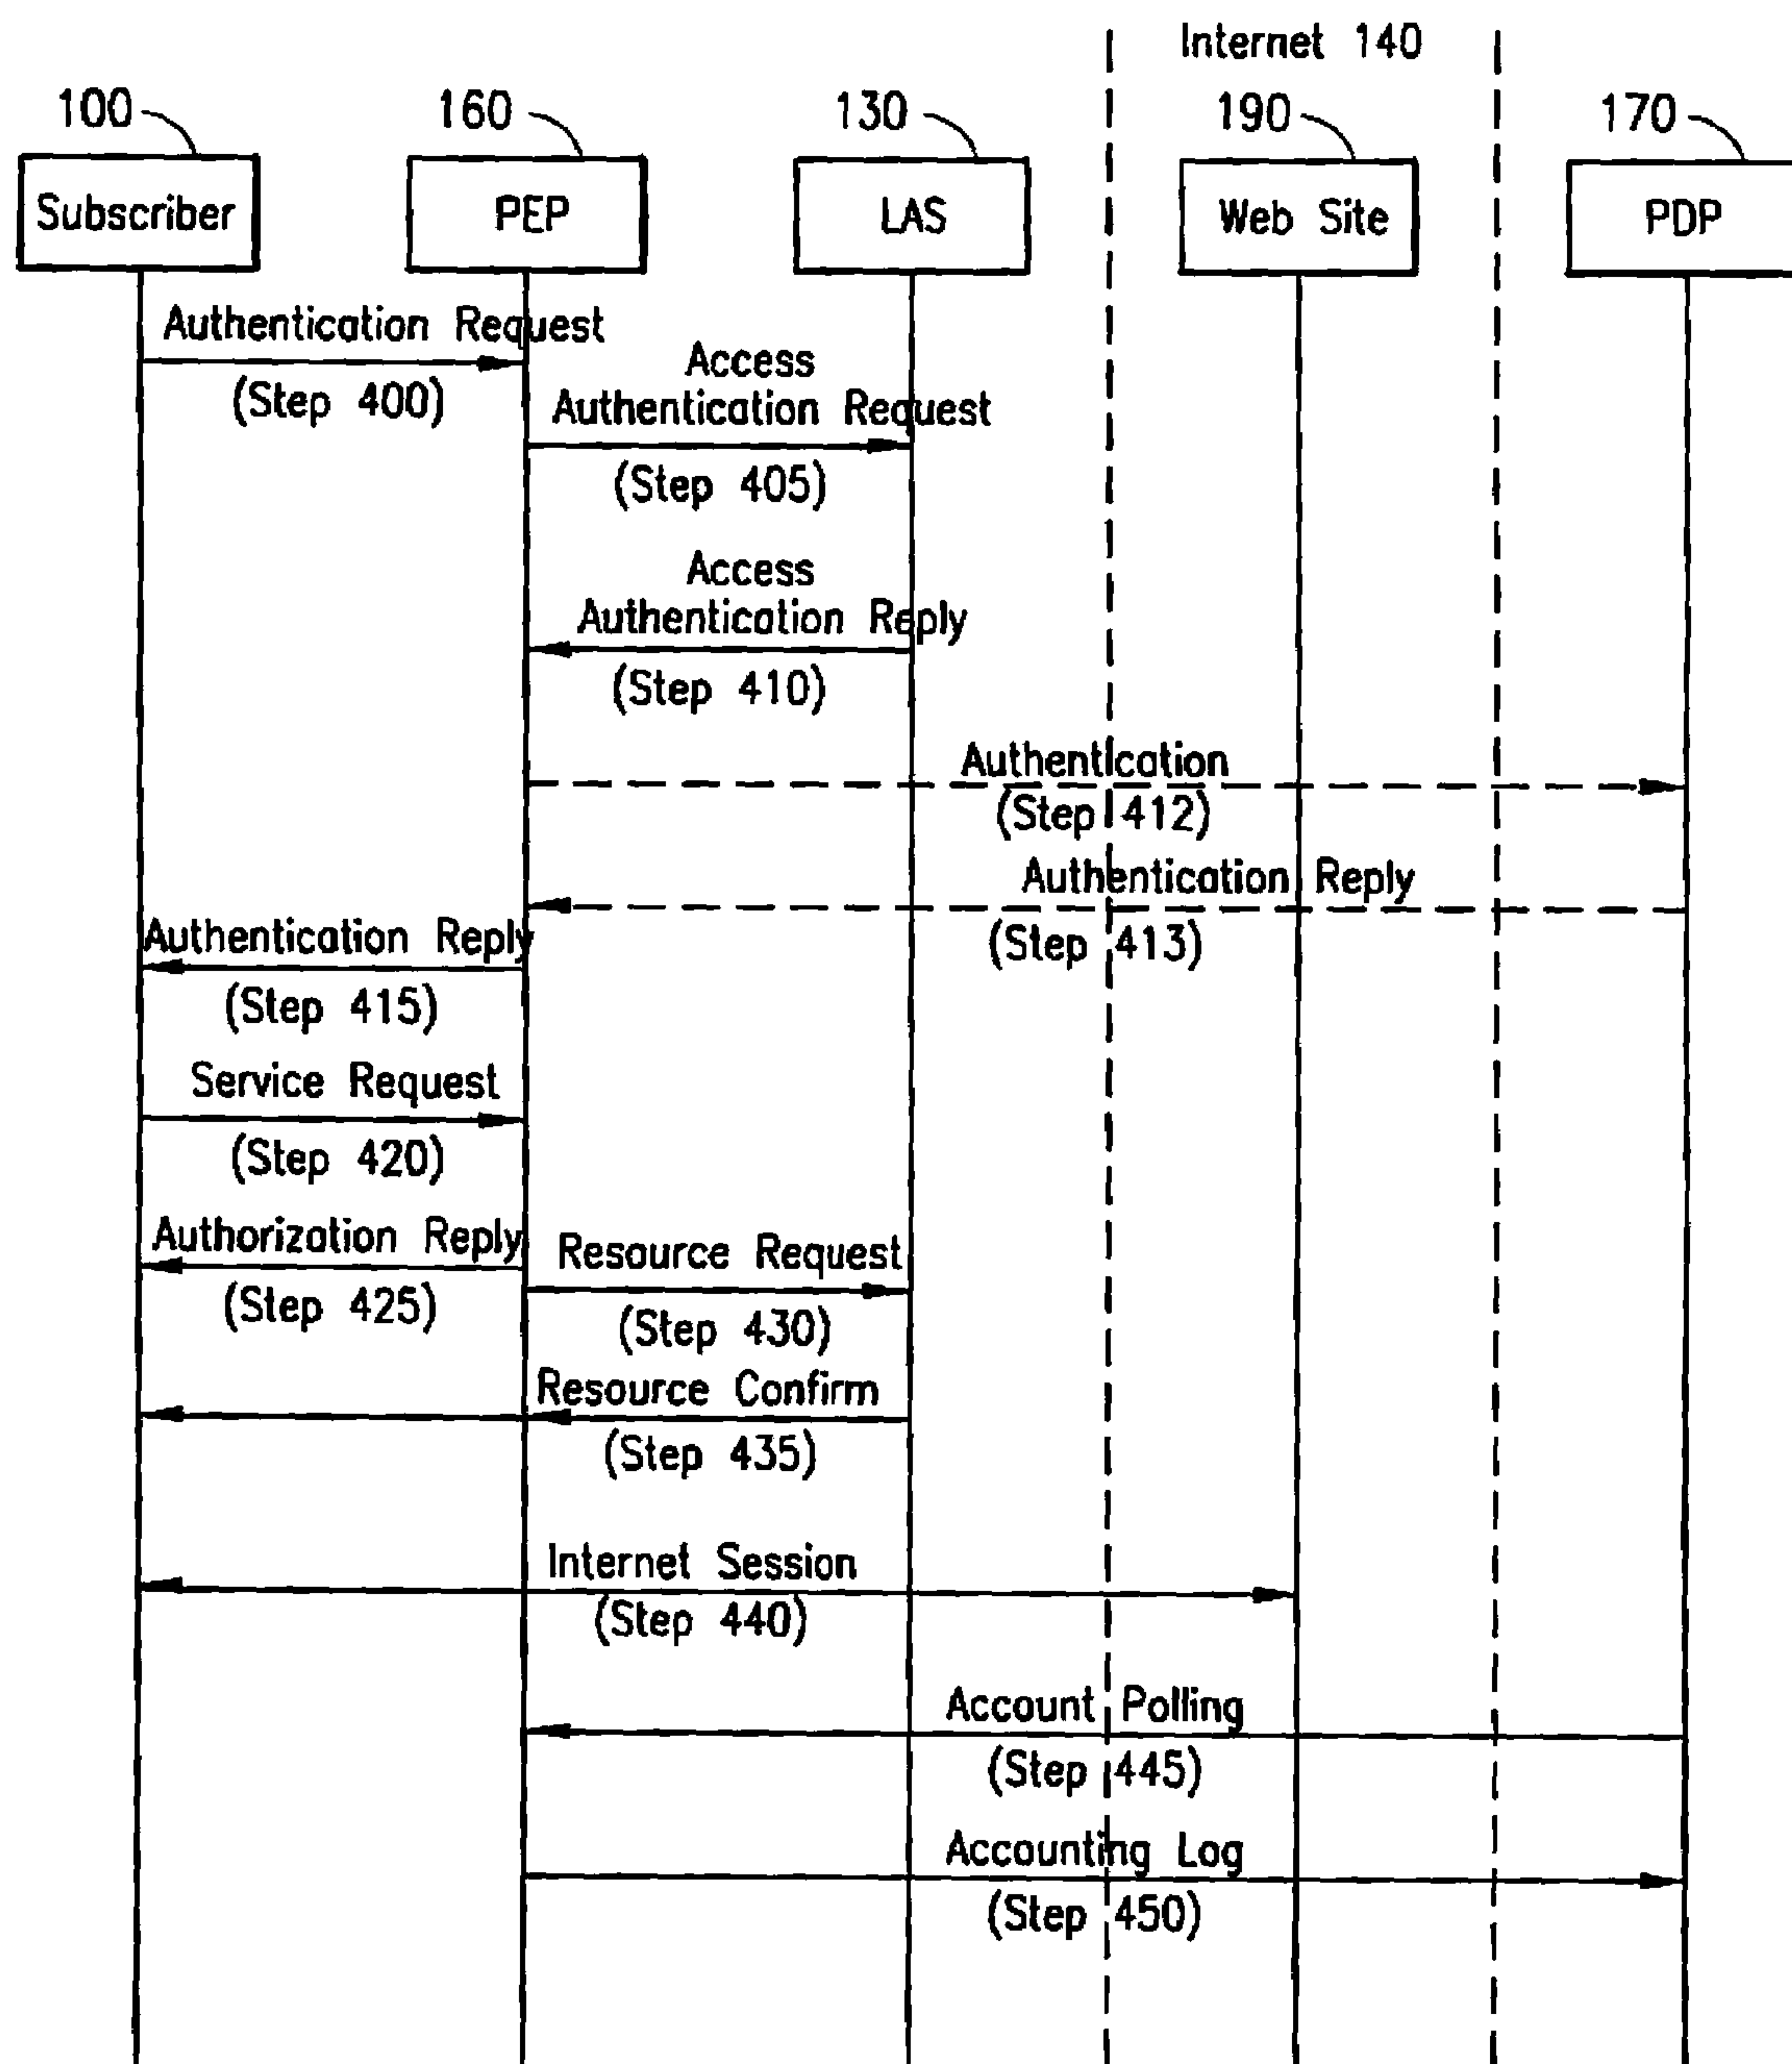 Internet 140
100
160
130
190
170
Subscriber
PEP
LAS
Web Site
PDP
Authentication Request
(Step 400)
Access
Authentication Request
(Step 405)
Access
Authentication Reply
(Step 410)
Authentication
(Step 412)
Authentication Reply
(Step 413)
Authentication Reply
(Step 415)
Service Request
(Step 420)
Authorization Reply
(Step 425)
Resource Request
(Step 430)
Resource Confirm
(Step 435)
Internet Session
(Step 440)
Account Polling
(Step 445)
Accounting Log
(Step 450)